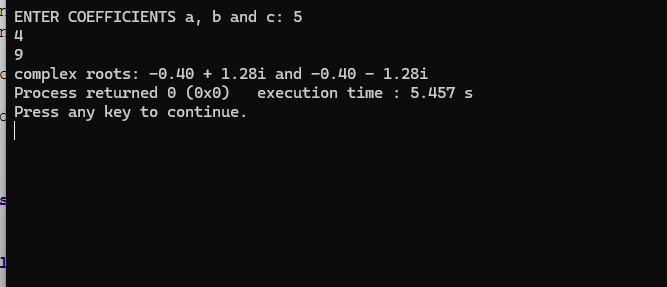 ENTER COEFFICIENTS a, b and c: 5
4
9
complex roots: -0.40 + 1.28i and -0.40 - 1.28i
Process returned 0 (0x0)   execution time : 5.457 s
Press any key to continue.